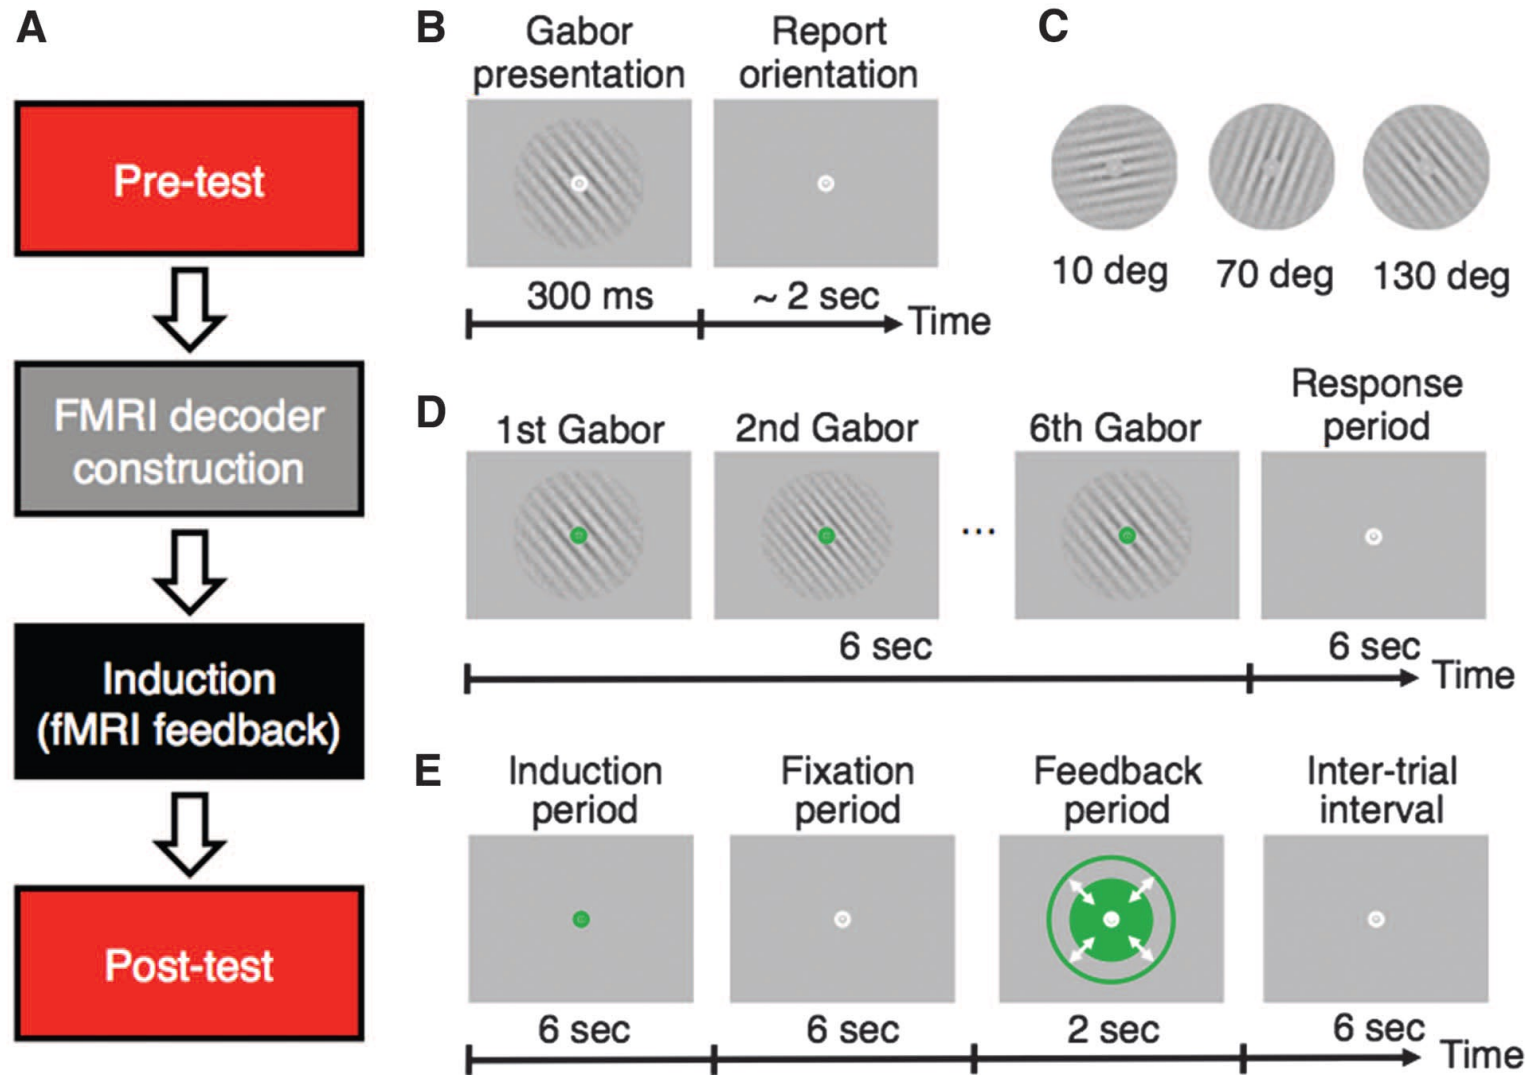 A
Pre-test
FMRI decoder
construction
Induction
(fMRI feedback)
Post-test
B
Gabor
presentation
Report
orientation
300 ms
~ 2 sec
Time
C
10 deg
70 deg
130 deg
D
1st Gabor
2nd Gabor
...
6th Gabor
Response
period
6 sec
6 sec
Time
E
Induction
period
Fixation
period
Feedback
period
Inter-trial
interval
6 sec
6 sec
2 sec
6 sec
Time